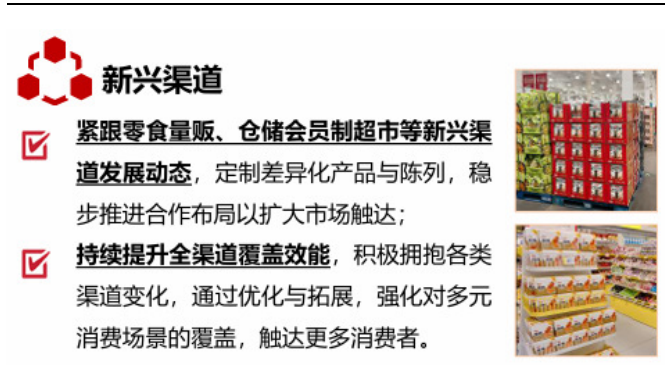 新兴渠道
紧跟零食量贩、仓储会员制超市等新兴渠
道发展动态，定制差异化产品与陈列，稳
步推进合作布局以扩大市场触达；
持续提升全渠道覆盖效能，积极拥抱各类
渠道变化，通过优化与拓展，强化对多元
消费场景的覆盖，触达更多消费者。